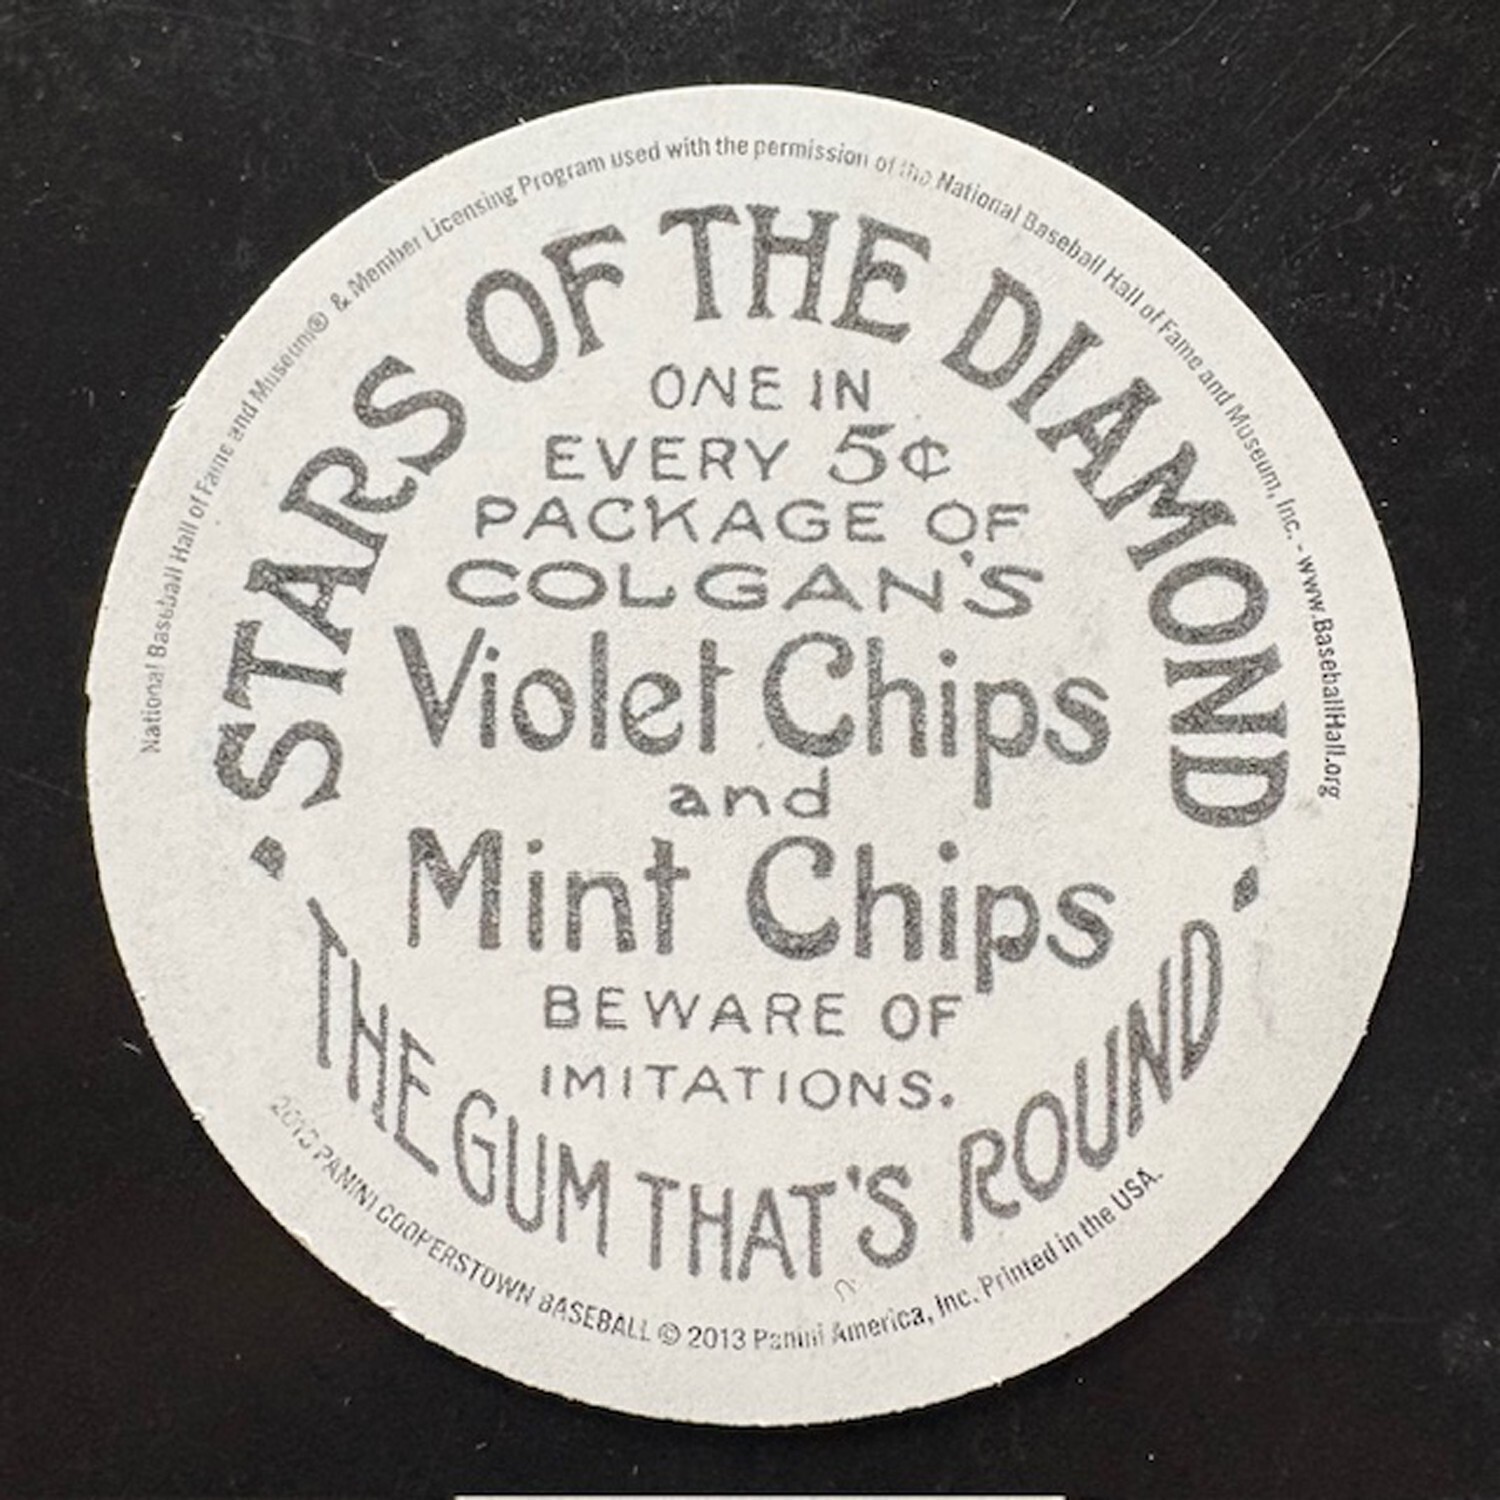 National Baseball Hall of Fame and Museum® & Member Licensing Program used with the permission of the National Baseball Hall of Fame and Museum, Inc. - www.BaseballHall.org
STARS OF THE DIAMOND
ONE IN
EVERY 5¢
PACKAGE OF
COLGAN'S
Violet Chips
and
Mint Chips
BEWARE OF
IMITATIONS.
THE GUM THAT'S ROUND
2013 PANINI COOPERSTOWN BASEBALL © 2013 Panini America, Inc. Printed in the USA.